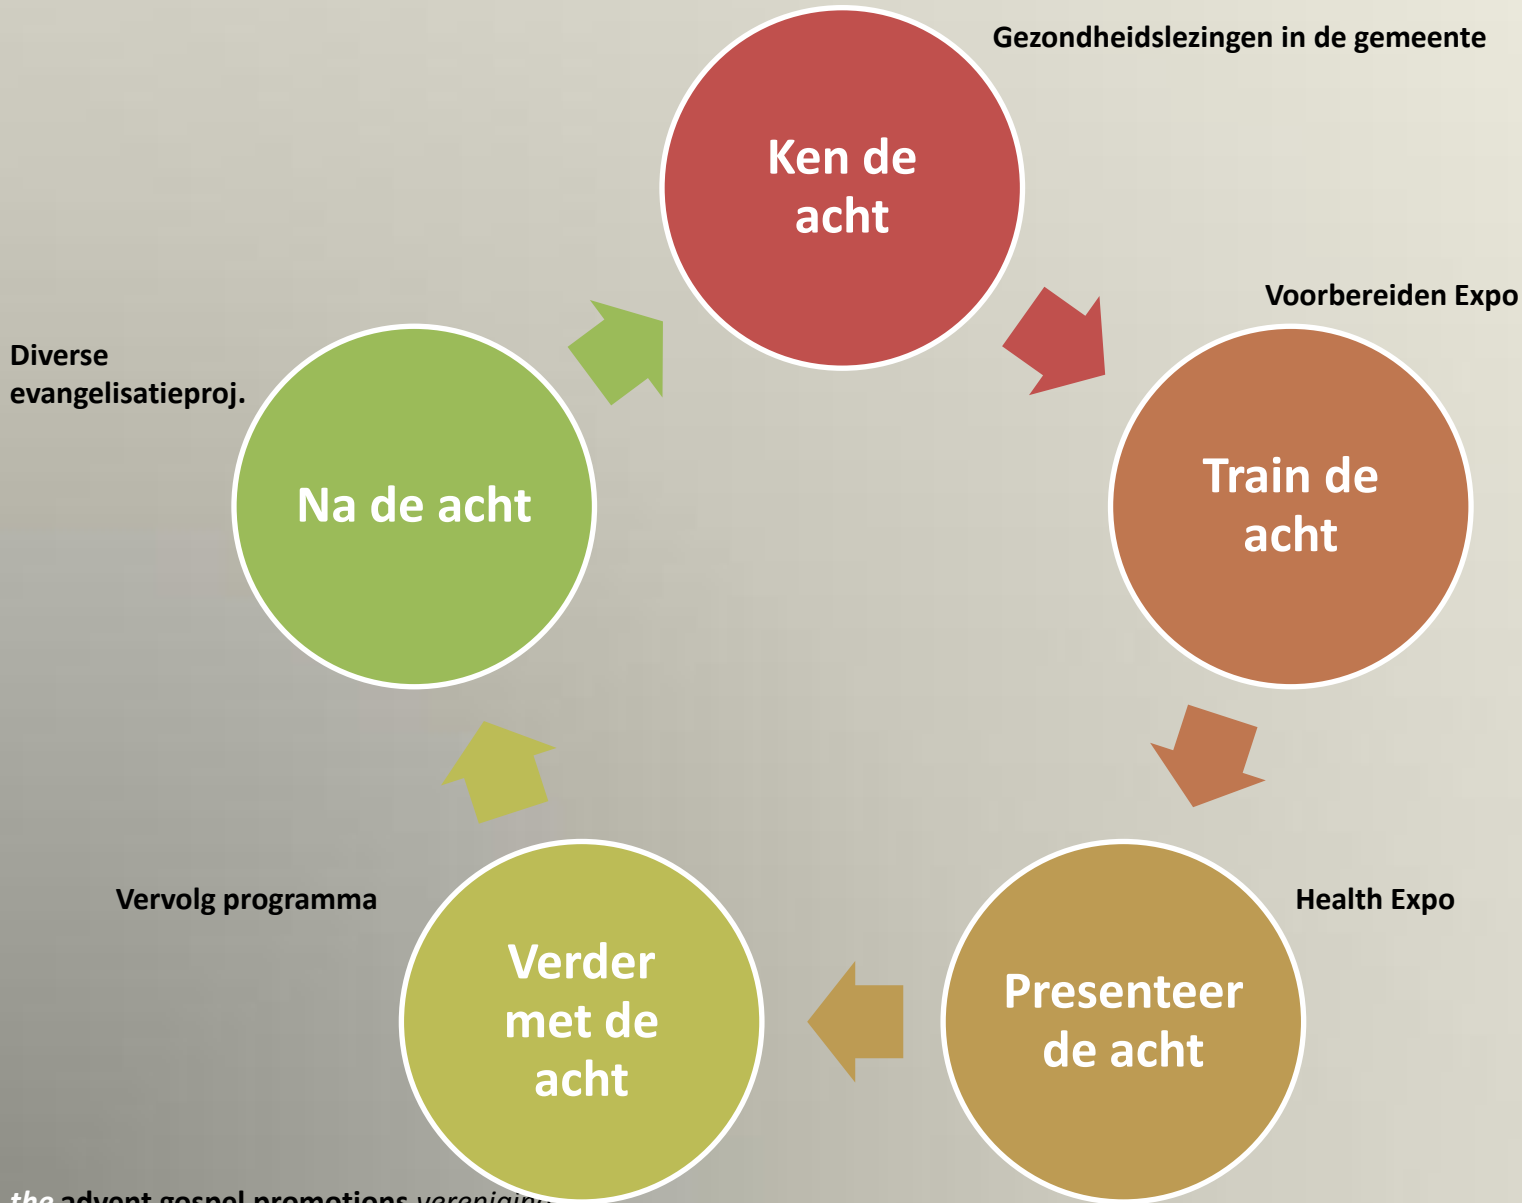 Gezondheidslezingen in de gemeente
Ken de
acht
Voorbereiden Expo
Train de
acht
Health Expo
Presenteer
de acht
Vervolg programma
Verder
met de
acht
Diverse
evangelisatieproj.
Na de acht
the advent gospel promotions vereniging